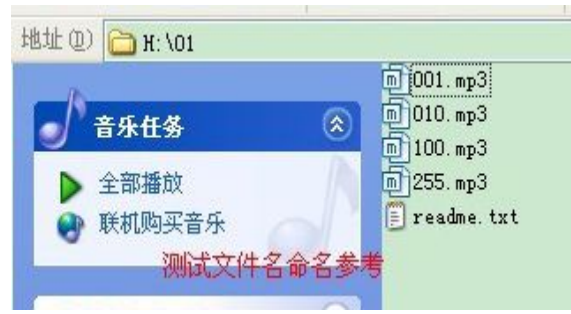 地址(D) H:\01
001.mp3
010.mp3
100.mp3
255.mp3
readme.txt
音乐任务
全部播放
联机购买音乐
测试文件名命名参考